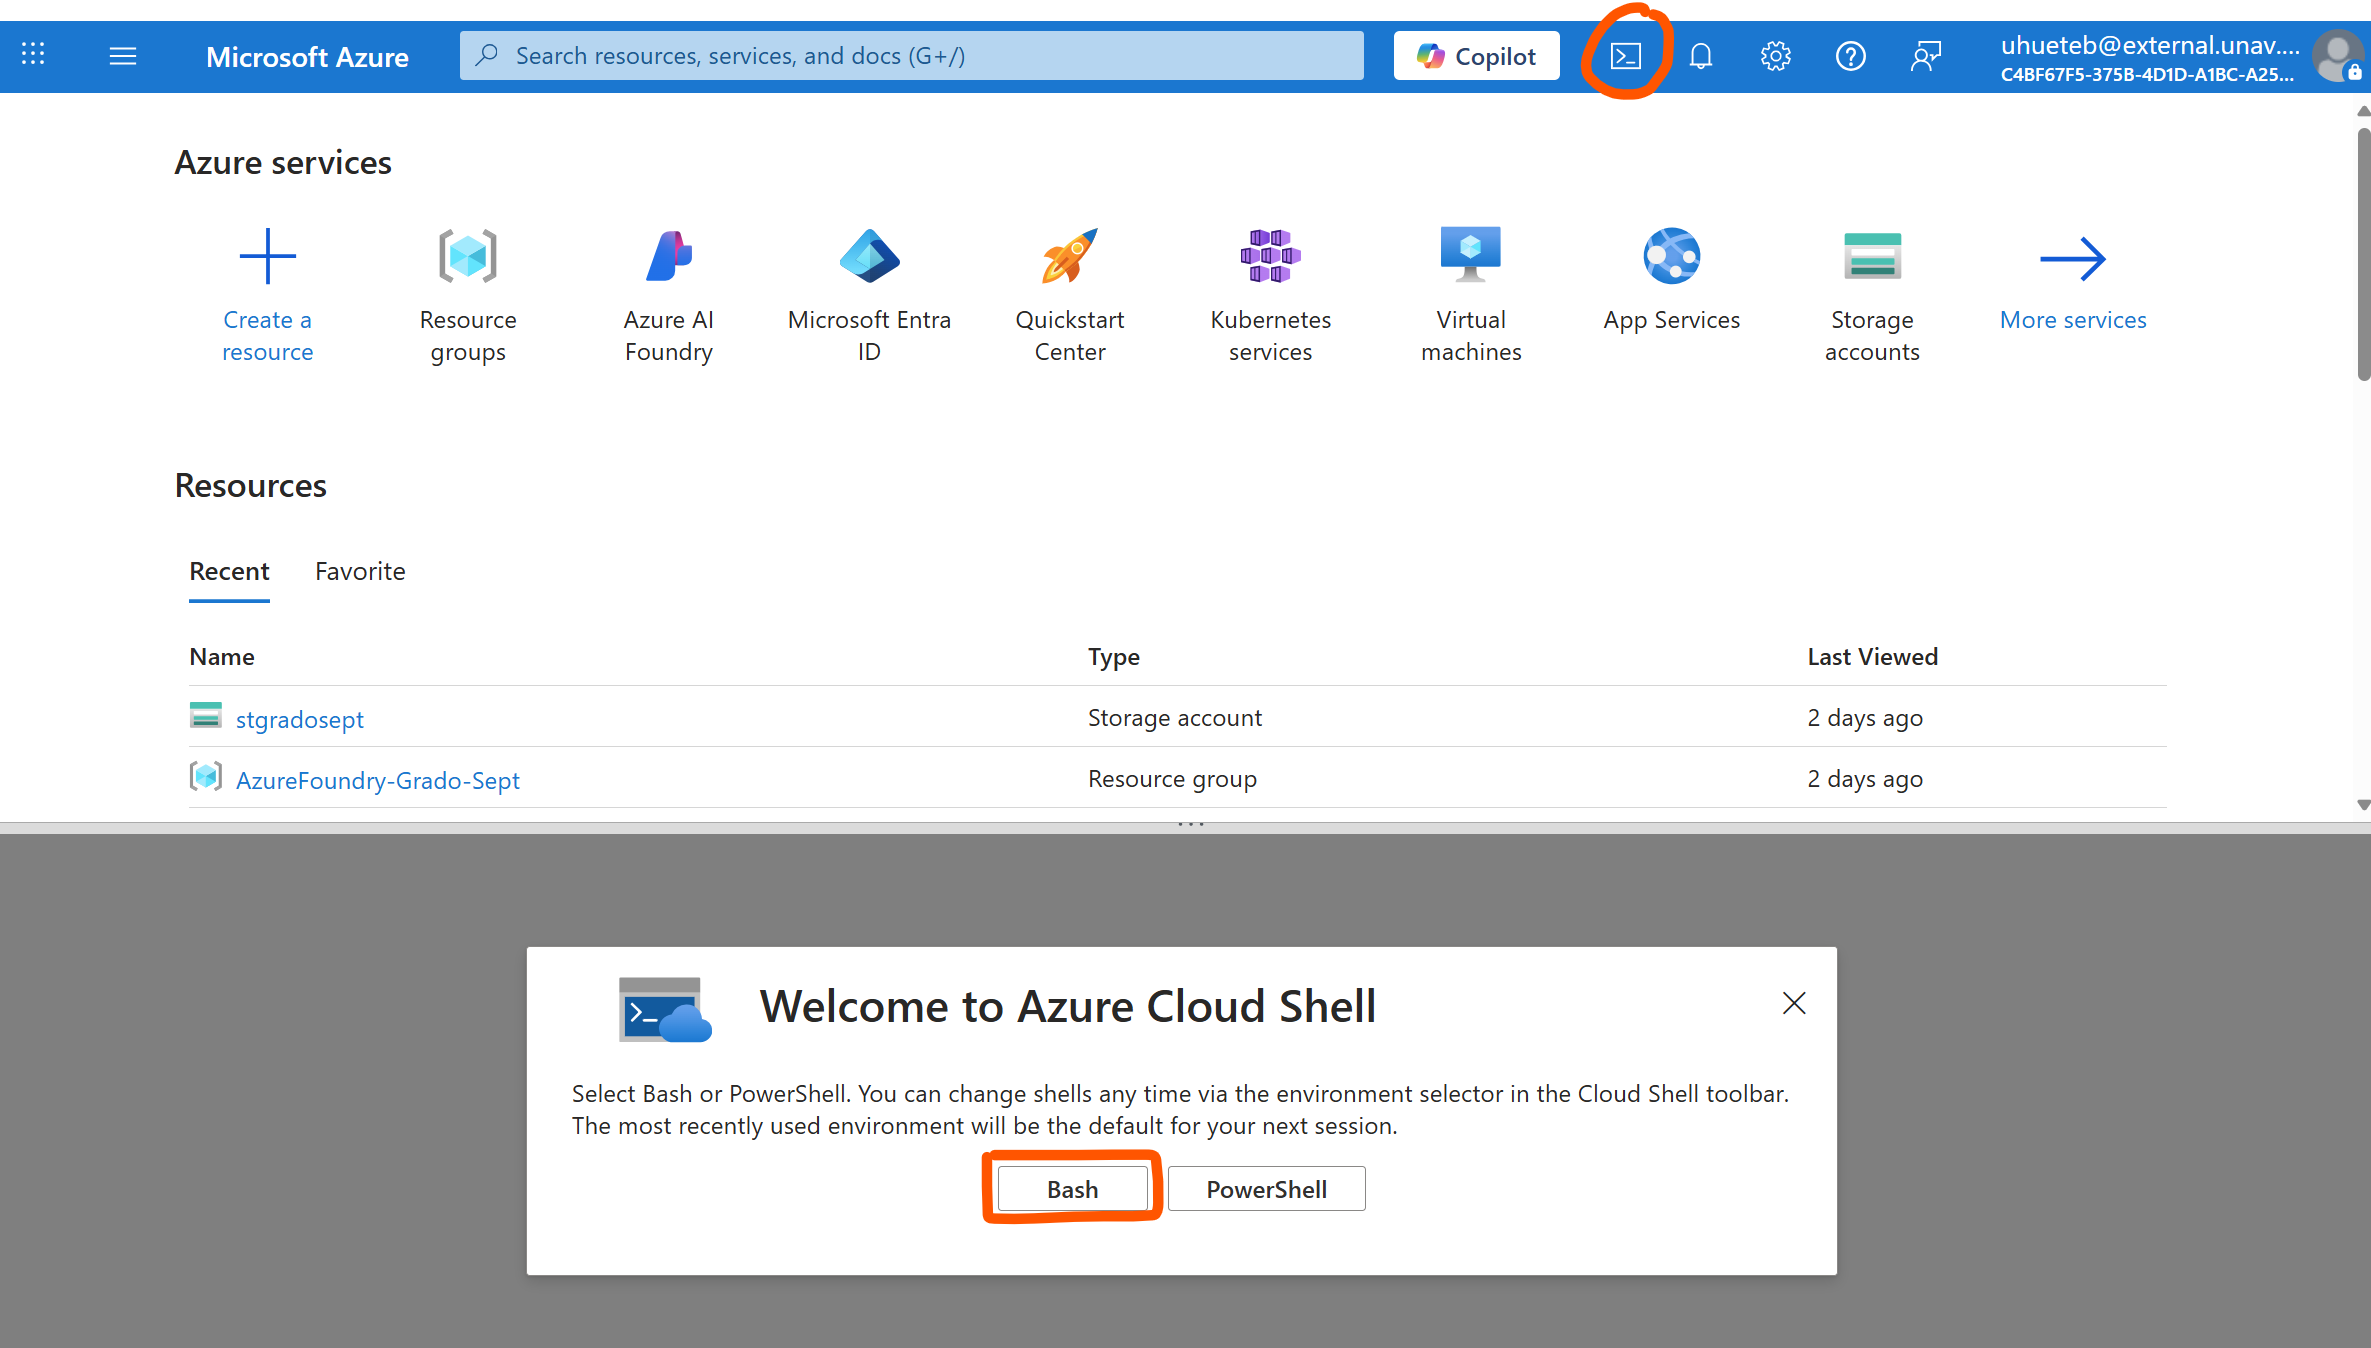 Microsoft Azure
Search resources, services, and docs (G+/)
Copilot
uhueteb@external.unav....
C4BF67F5-375B-4D1D-A1BC-A25...
Azure services
Create a
resource
Resource
groups
Azure AI
Foundry
Microsoft Entra
ID
Quickstart
Center
Kubernetes
services
Virtual
machines
App Services
Storage
accounts
More services
Resources
Recent
Favorite
Name
Type
Last Viewed
stgradosept
Storage account
2 days ago
AzureFoundry-Grado-Sept
Resource group
2 days ago
Welcome to Azure Cloud Shell
Select Bash or PowerShell. You can change shells any time via the environment selector in the Cloud Shell toolbar.
The most recently used environment will be the default for your next session.
Bash
PowerShell